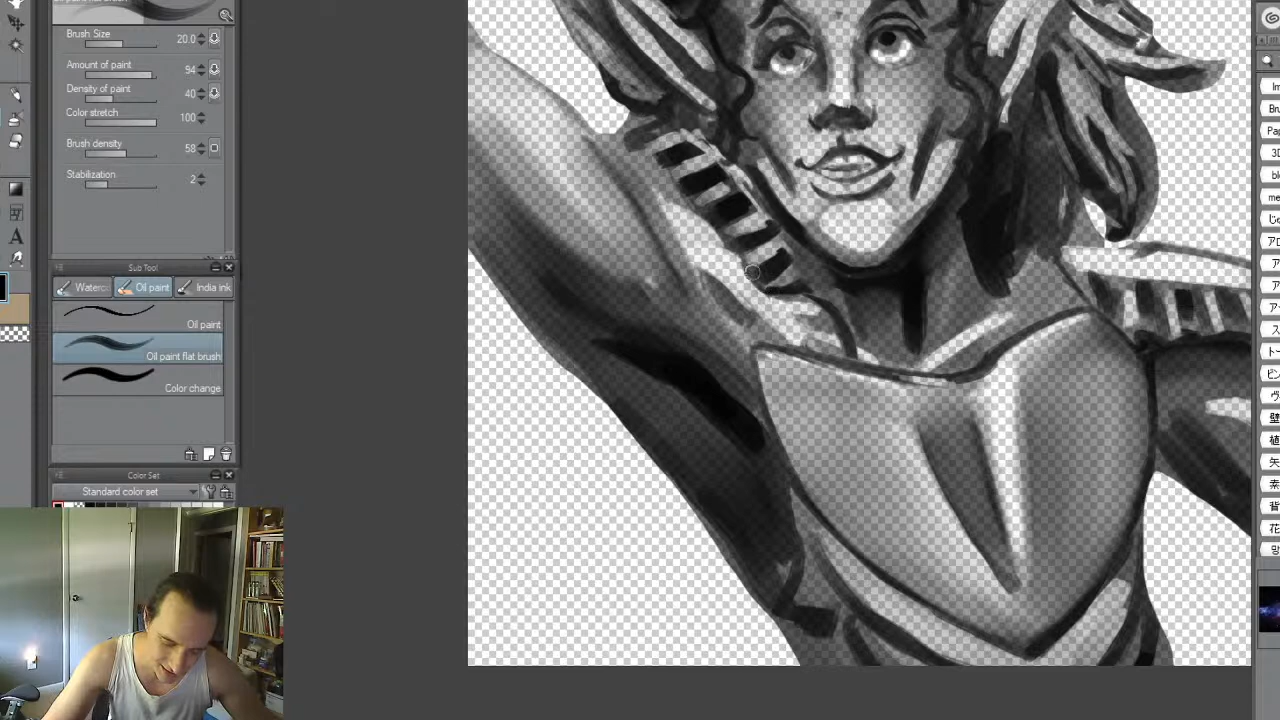 Brush Size 20.0
Amount of paint 94
Density of paint 40
Color stretch 100
Brush density 58
Stabilization 2
Sub Tool
Oil paint India ink
Oil paint
Oil paint flat brush
Color change
Color Set
Standard color set
A
3D